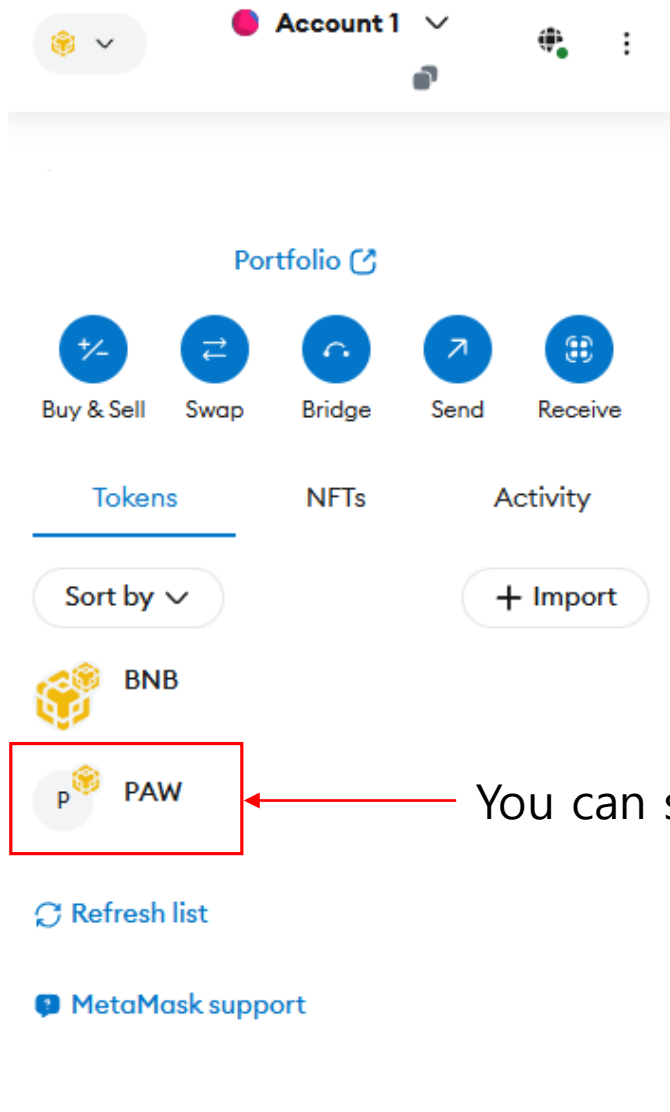 Account 1
Portfolio
Buy & Sell Swap Bridge Send Receive
Tokens NFTs Activity
Sort by + Import
BNB
P PAW
You can
Refresh list
MetaMask support